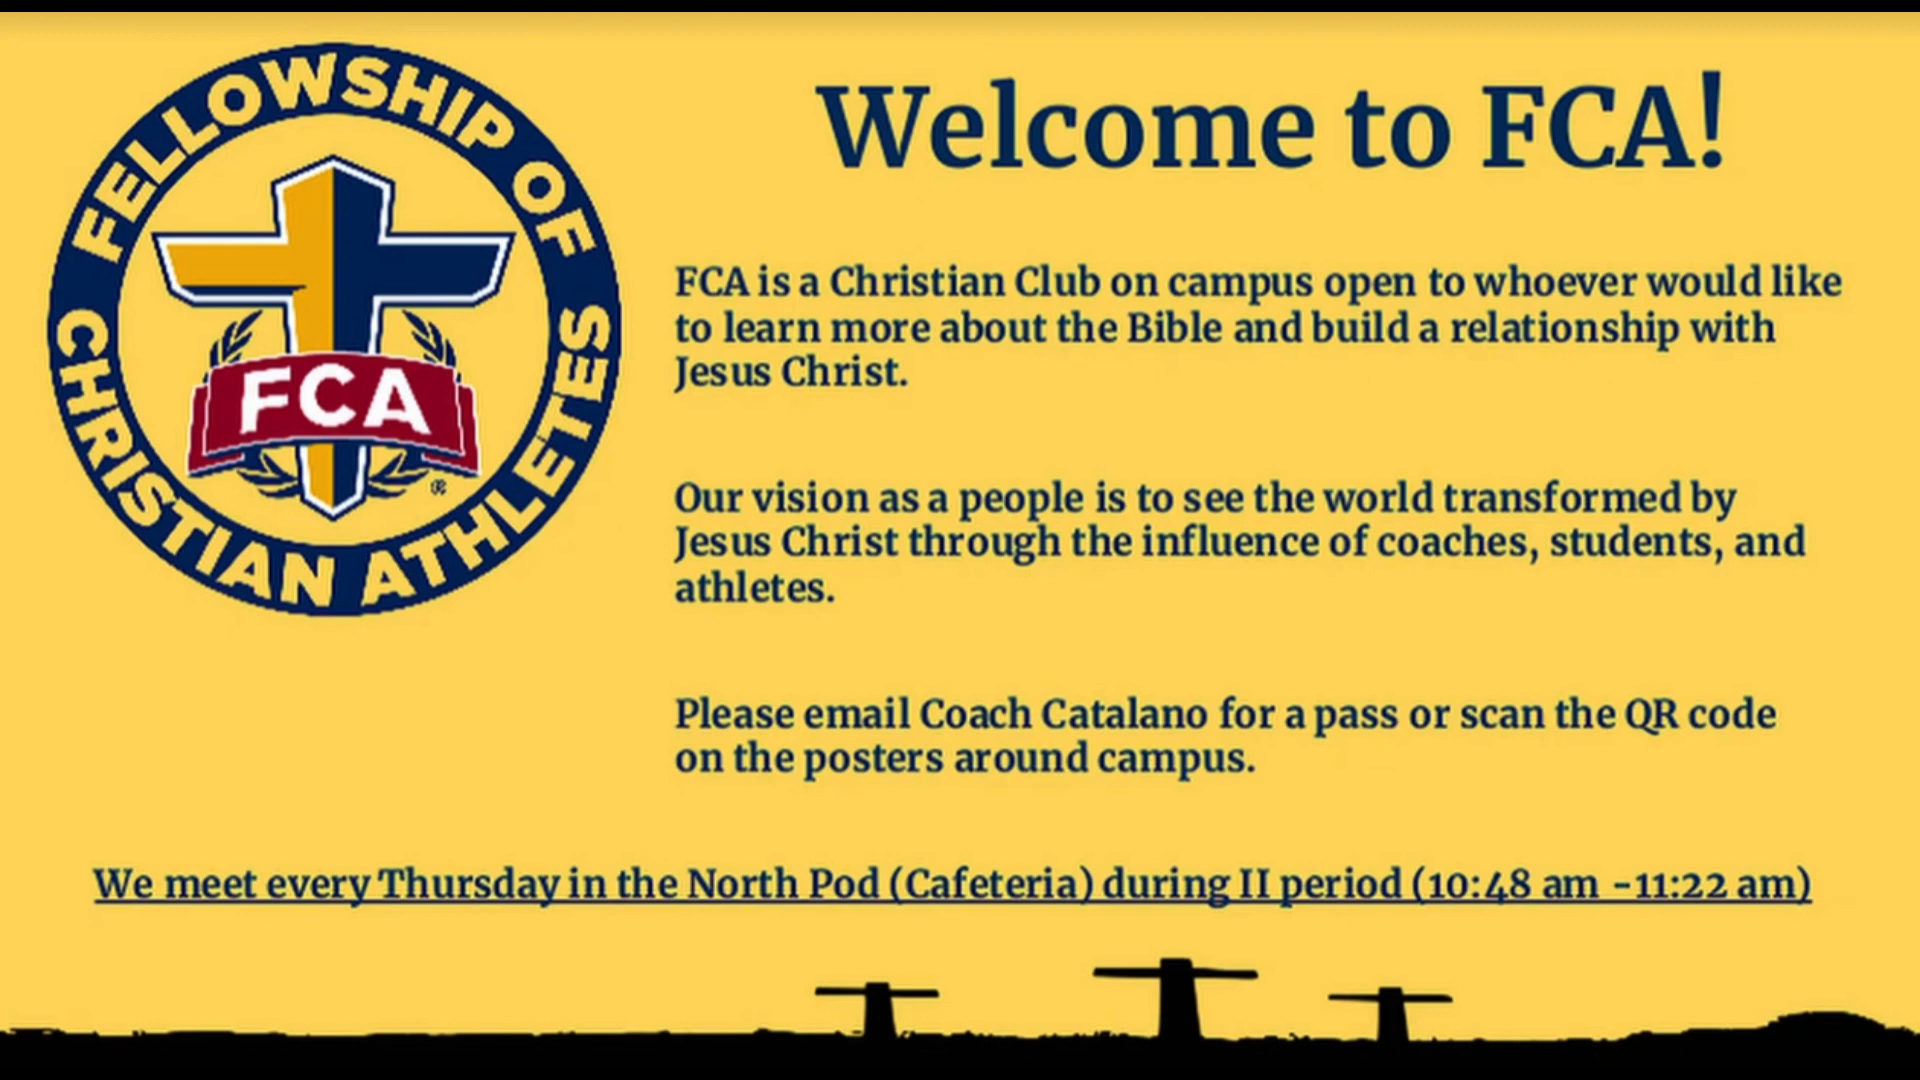 FELLOWSHIP OF
CHRISTIAN ATHLETES
FCA
®
Welcome to FCA!
FCA is a Christian Club on campus open to whoever would like
to learn more about the Bible and build a relationship with
Jesus Christ.
Our vision as a people is to see the world transformed by
Jesus Christ through the influence of coaches, students, and
athletes.
Please email Coach Catalano for a pass or scan the QR code
on the posters around campus.
We meet every Thursday in the North Pod (Cafeteria) during II period (10:48 am -11:22 am)